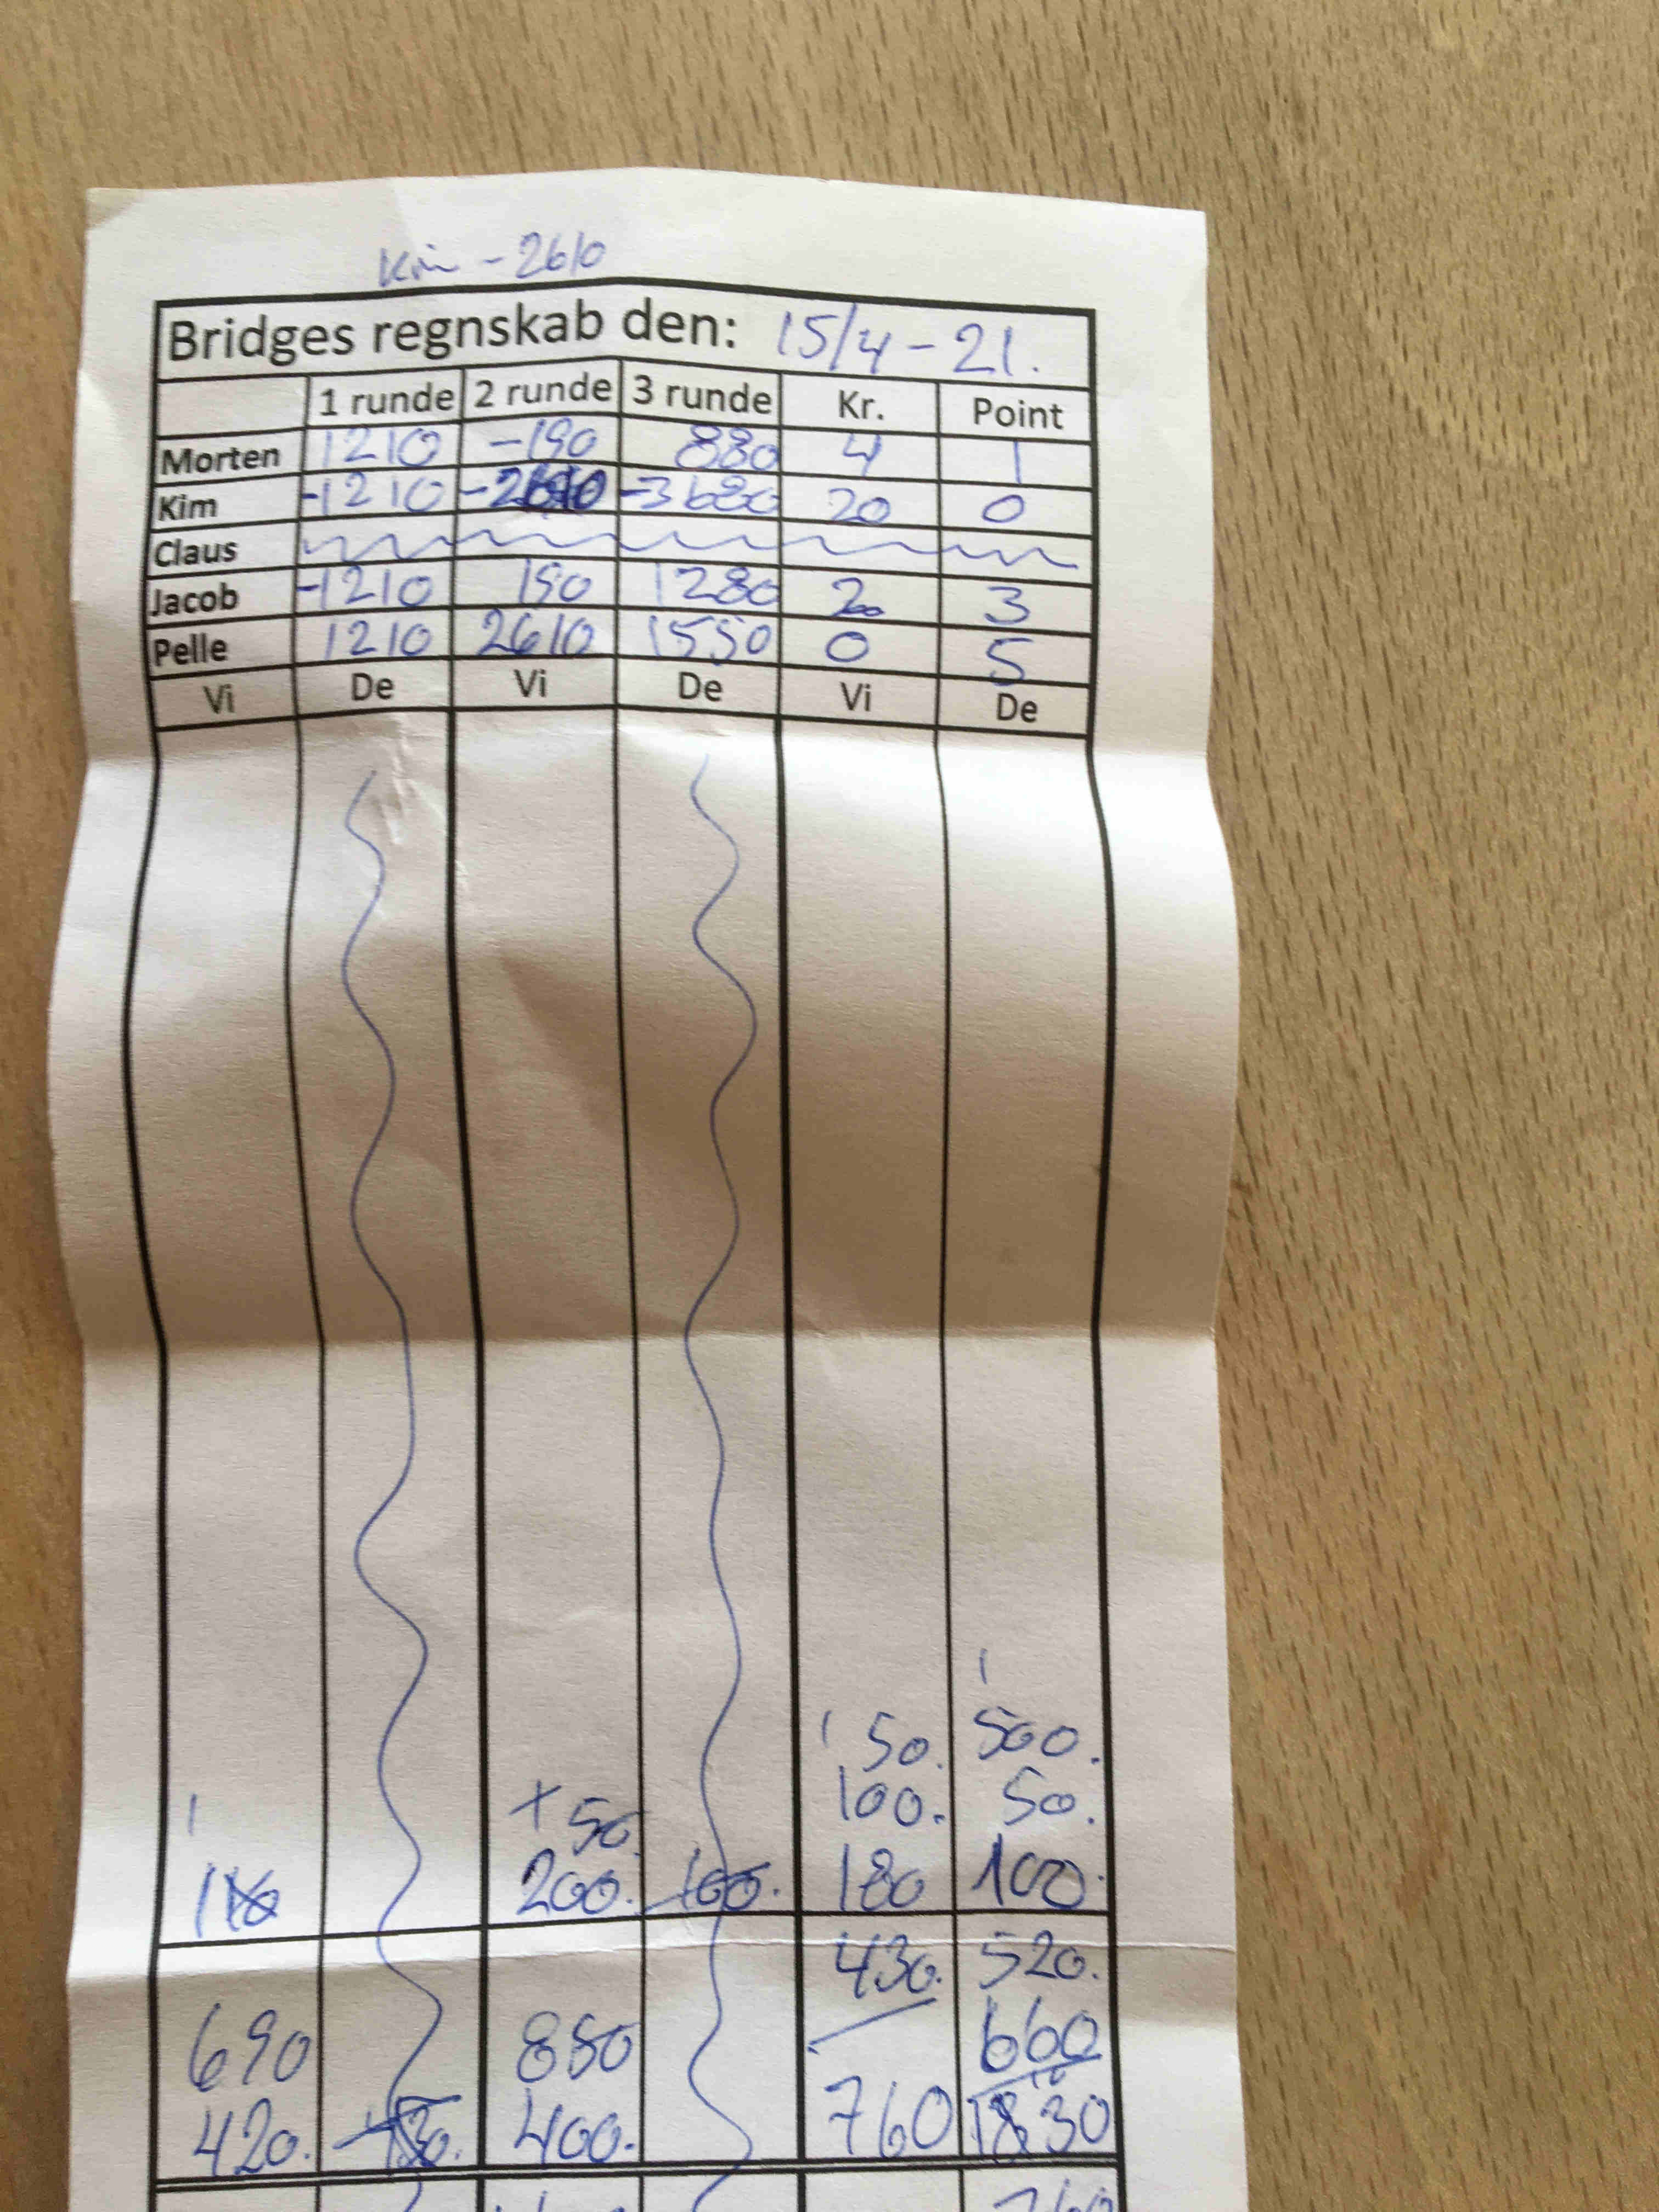 Kim - 2610
Bridges regnskab den: 15/4 - 21.
1 runde 2 runde 3 runde Kr. Point
Morten 1210 -190 880 4 1
Kim -1210 -3680 20 0
Claus
Jacob -1210 190 1280 2 3
Pelle 1210 2610 1550 0 5
Vi De Vi De Vi De
1 50. 500.
+ 50 100. 50.
200. 100. 180 100.
430. 520.
690 880 660
420. 400. 760 1830
760